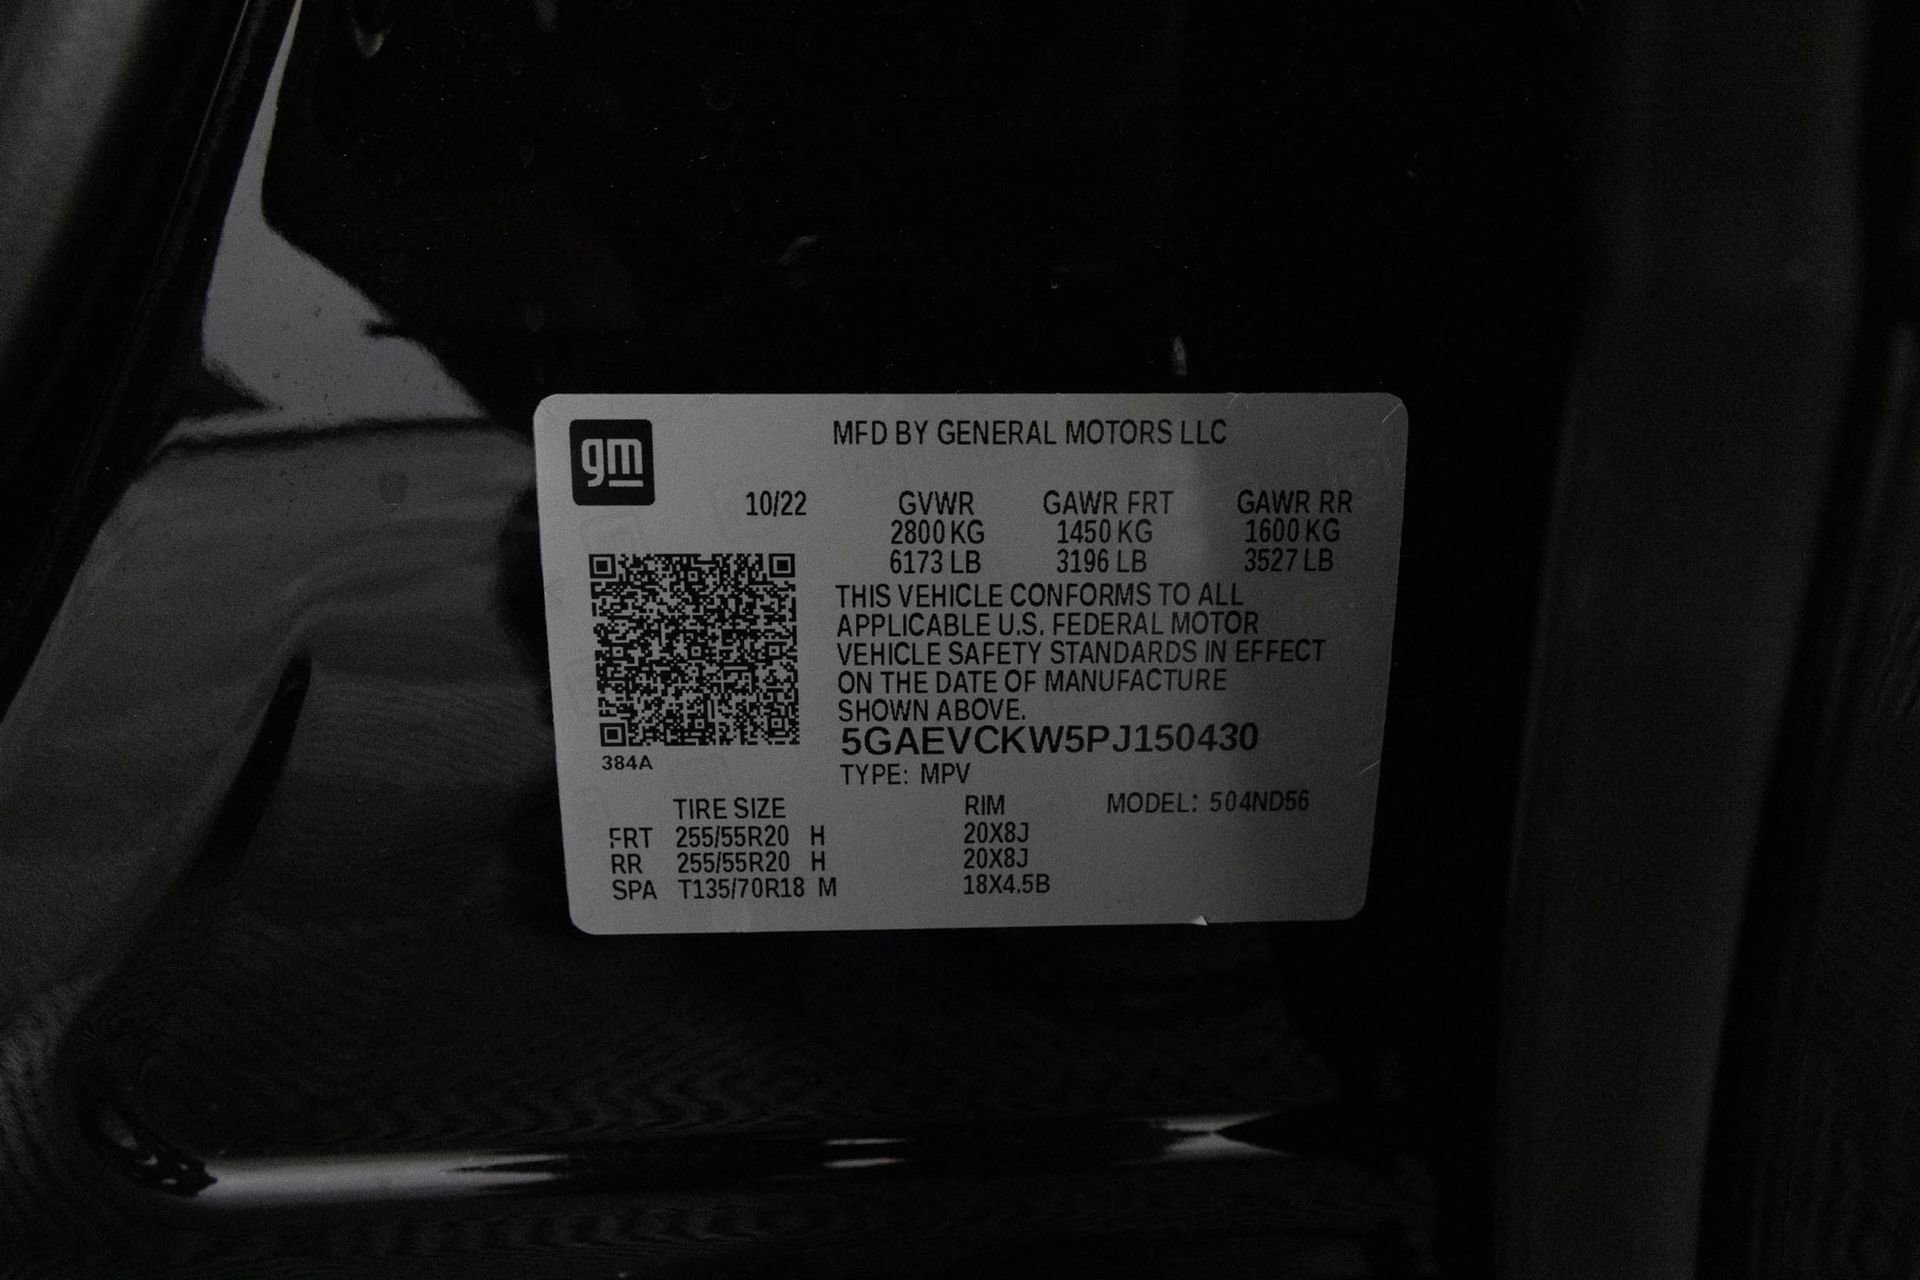 gm
MFD BY GENERAL MOTORS LLC
10/22 GVWR GAWR FRT GAWR RR
2800 KG 1450 KG 1600 KG
6173 LB 3196 LB 3527 LB
THIS VEHICLE CONFORMS TO ALL
APPLICABLE U.S. FEDERAL MOTOR
VEHICLE SAFETY STANDARDS IN EFFECT
ON THE DATE OF MANUFACTURE
SHOWN ABOVE.
5GAEVCKW5PJ150430
384A
TYPE: MPV
TIRE SIZE RIM MODEL: 504ND56
FRT 255/55R20 H 20X8J
RR 255/55R20 H 20X8J
SPA T135/70R18 M 18X4.5B